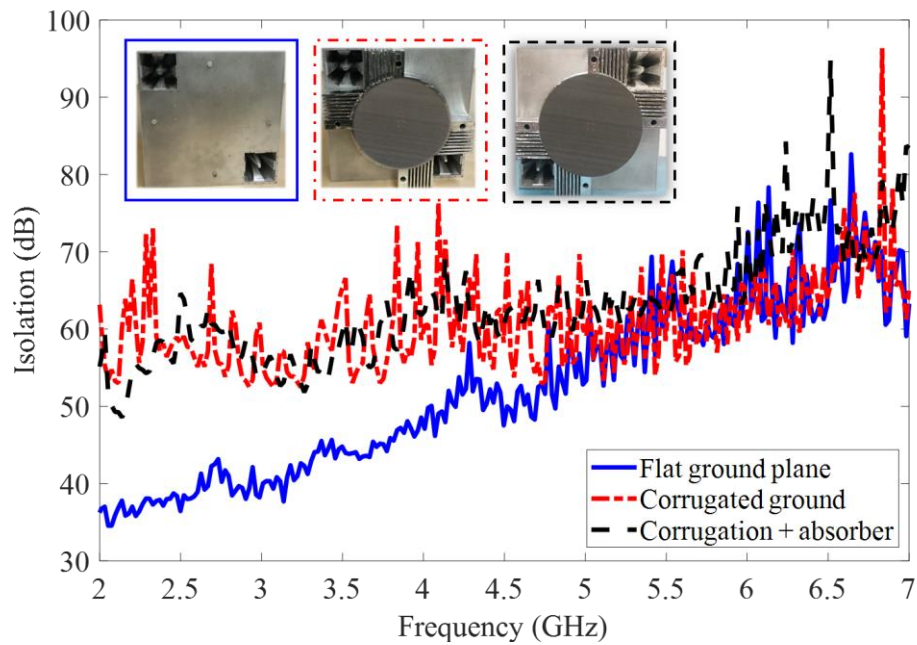 100
90
80
70
60
50
40
30
Isolation (dB)
Flat ground plane
Corrugated ground
Corrugation + absorber
2 2.5 3 3.5 4 4.5 5 5.5 6 6.5 7
Frequency (GHz)